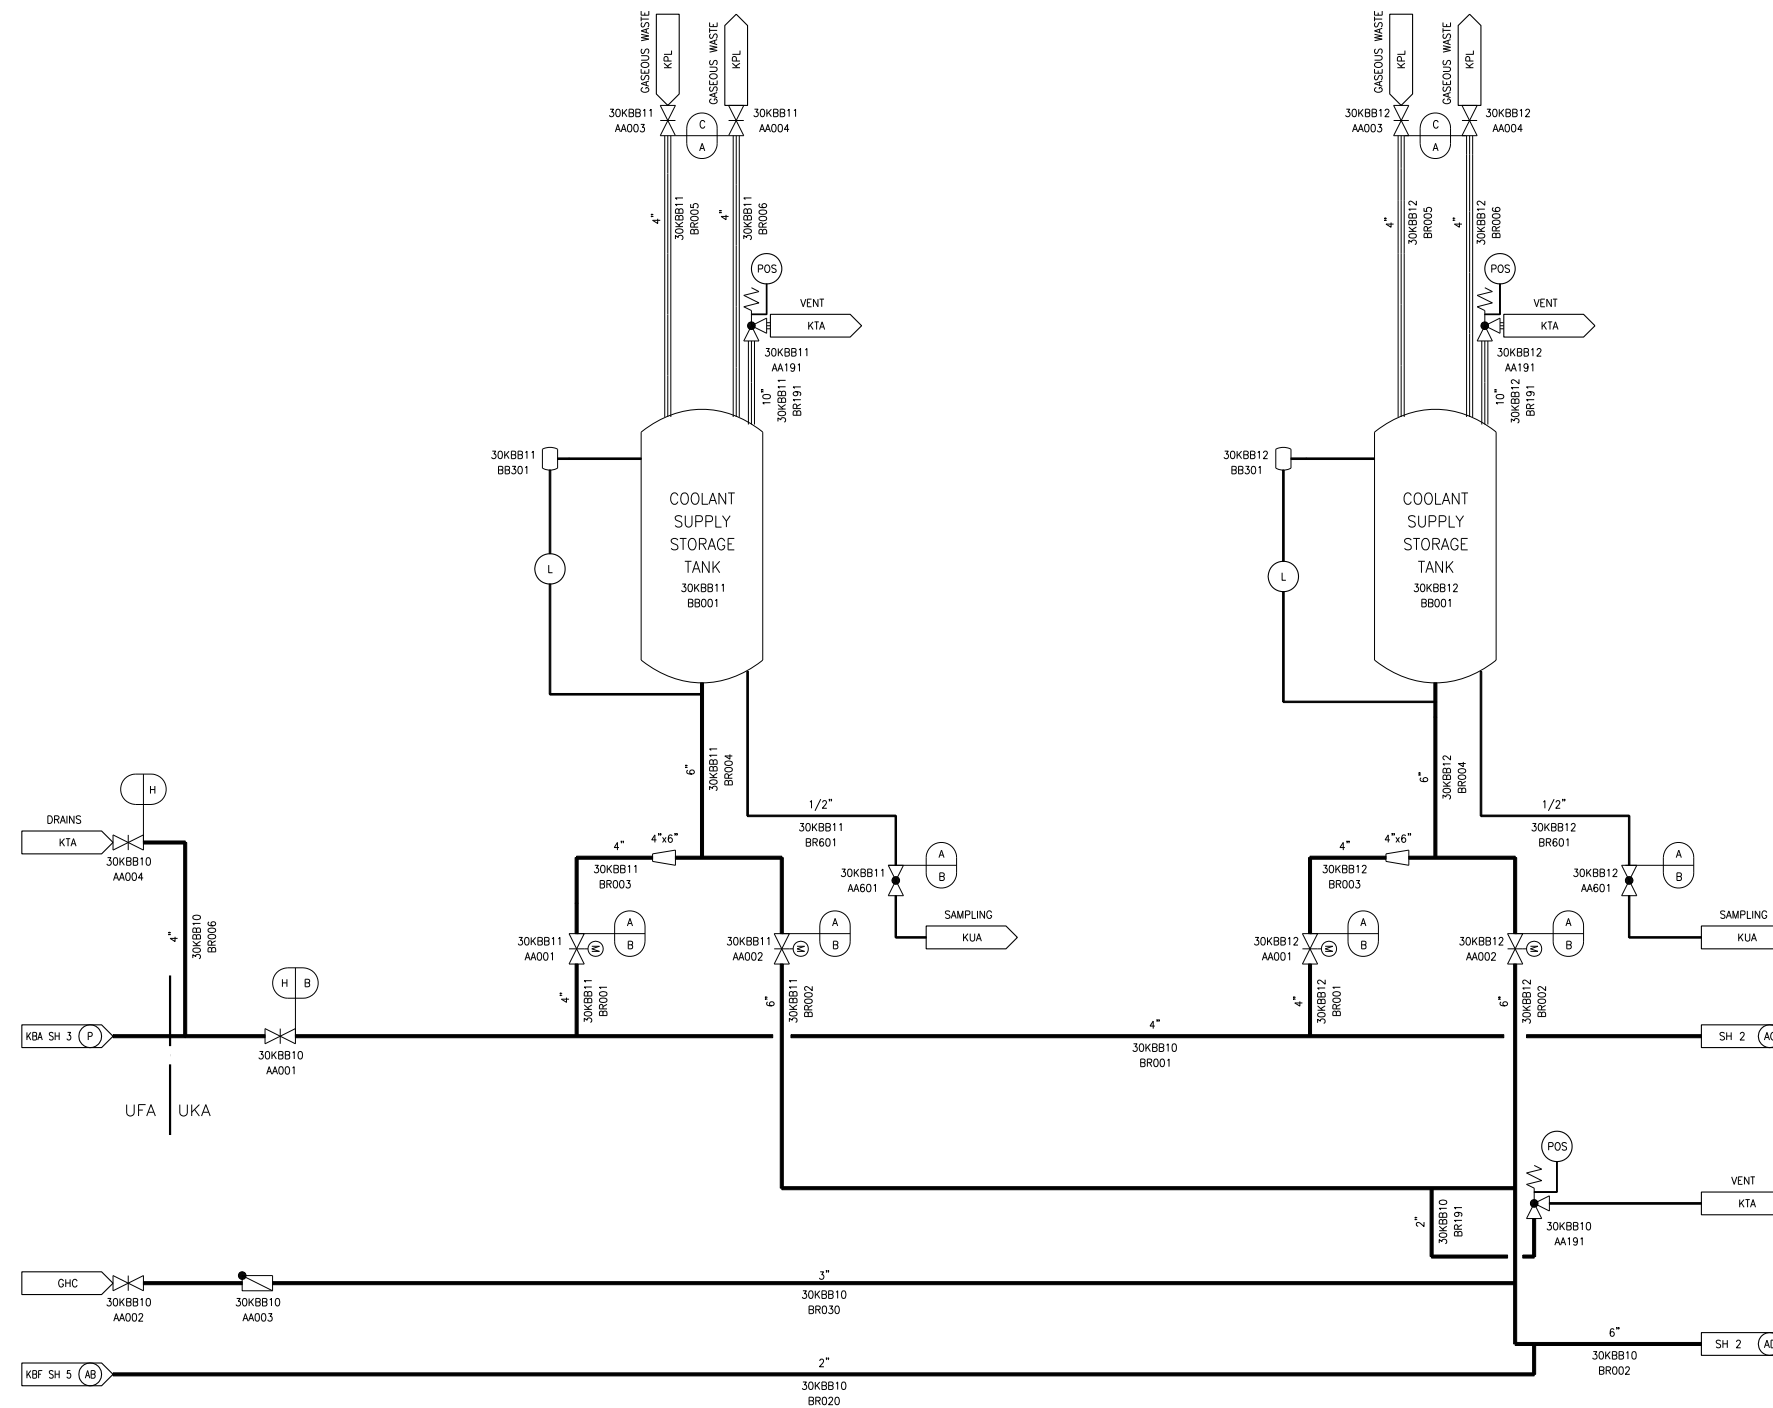 GASEOUS WASTE
KPL
GASEOUS WASTE
KPL
30KBB11
AA003
C
A
30KBB11
AA004
4"
30KBB11
BR005
4"
30KBB11
BR006
POS
VENT
KTA
30KBB11
AA191
10"
30KBB11
BR191
30KBB11
BB301
L
COOLANT
SUPPLY
STORAGE
TANK
30KBB11
BB001
6"
30KBB11
BR004
1/2"
30KBB11
BR601
30KBB11
AA601
A
B
SAMPLING
KUA
4"
30KBB11
BR003
4"x6"
30KBB11
AA001
M
A
B
30KBB11
AA002
M
A
B
4"
30KBB11
BR001
6"
30KBB11
BR002
GASEOUS WASTE
KPL
GASEOUS WASTE
KPL
30KBB12
AA003
C
A
30KBB12
AA004
4"
30KBB12
BR005
4"
30KBB12
BR006
POS
VENT
KTA
30KBB12
AA191
10"
30KBB12
BR191
30KBB12
BB301
L
COOLANT
SUPPLY
STORAGE
TANK
30KBB12
BB001
6"
30KBB12
BR004
1/2"
30KBB12
BR601
30KBB12
AA601
A
B
SAMPLING
KUA
4"
30KBB12
BR003
4"x6"
30KBB12
AA001
M
A
B
30KBB12
AA002
M
A
B
4"
30KBB12
BR001
6"
30KBB12
BR002
H
DRAINS
KTA
30KBB10
AA004
4"
30KBB10
BR006
H B
KBA SH 3 P
30KBB10
AA001
UFA UKA
4"
30KBB10
BR001
SH 2
POS
VENT
KTA
30KBB10
AA191
2"
30KBB10
BR191
GHC
30KBB10
AA002
30KBB10
AA003
3"
30KBB10
BR030
6"
30KBB10
BR002
SH 2
KBF SH 5 AB
2"
30KBB10
BR020